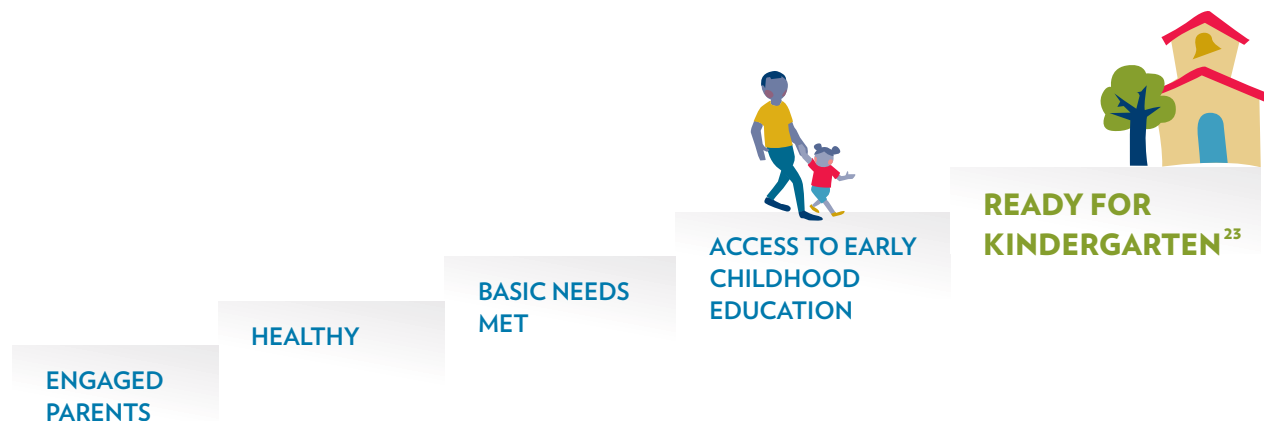 ENGAGED
PARENTS
HEALTHY
BASIC NEEDS
MET
ACCESS TO EARLY
CHILDHOOD
EDUCATION
READY FOR
KINDERGARTEN²³